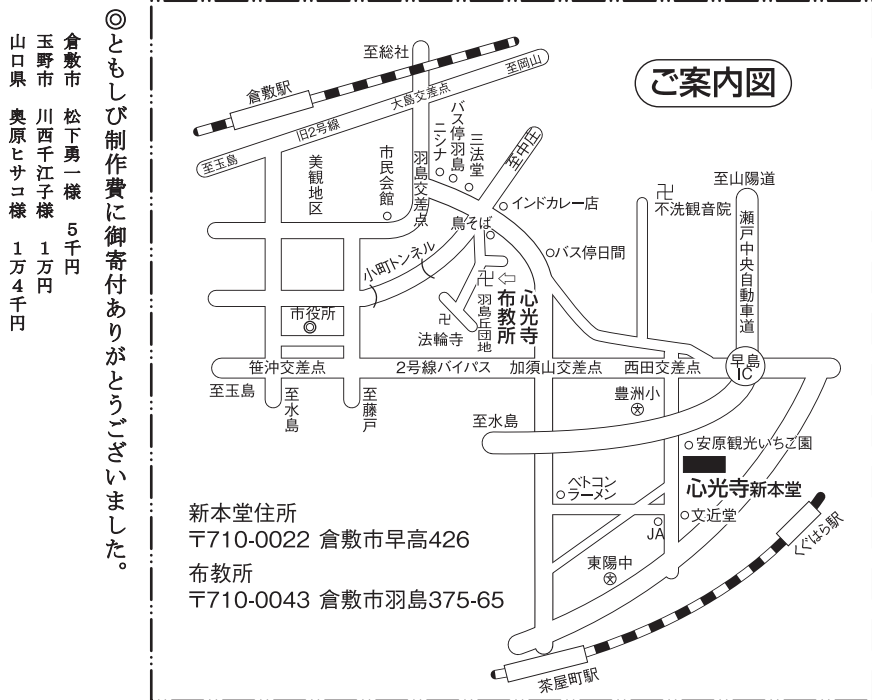 ◎ともしび制作費に御寄付ありがとうございました。
倉敷市　松下勇一様　5千円
玉野市　川西千江子様　1万円
山口県　奥原ヒサコ様　1万4千円
ご案内図
至総社
至岡山
倉敷駅
大島交差点
旧2号線
至玉島
美観地区
市民会館
羽島交差点
ニシナ
バス停羽島
三法堂
至中庄
インドカレー店
鳥そば
バス停日間
卍
不洗観音院
至山陽道
瀬戸中央自動車道
小町トンネル
卍⇦
心光寺
布教所
羽島丘団地
卍
法輪寺
市役所
笹沖交差点
2号線バイパス
加須山交差点
西田交差点
早島
IC
至玉島
至水島
至藤戸
至水島
豊洲小
文
安原観光いちご園
心光寺新本堂
ベトコン
ラーメン
文近堂
JA
東陽中
文
くぐはら駅
茶屋町駅
新本堂住所
〒710-0022 倉敷市早高426
布教所
〒710-0043 倉敷市羽島375-65